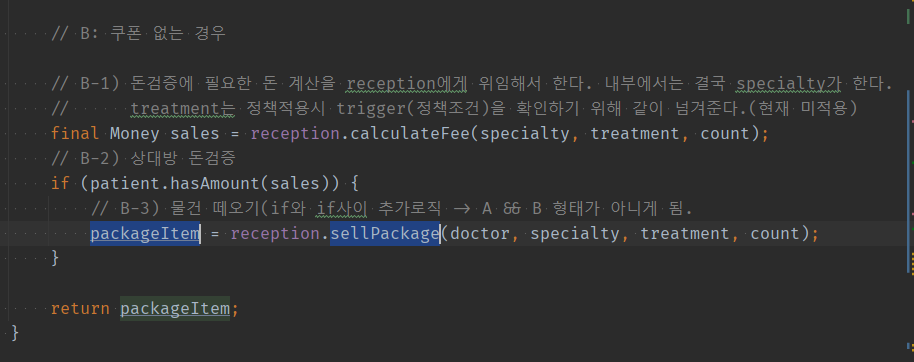 // B: 쿠폰 없는 경우
// B-1) 돈검증에 필요한 돈 계산을 reception에게 위임해서 한다. 내부에서는 결국 specialty가 한다.
// treatment는 정책적용시 trigger(정책조건)을 확인하기 위해 같이 넘겨준다.(현재 미적용)
final Money sales = reception.calculateFee(specialty, treatment, count);
// B-2) 상대방 돈검증
if (patient.hasAmount(sales)) {
// B-3) 물건 떼오기(if와 if사이 추가로직 -> A && B 형태가 아니게 됨.
packageItem = reception.sellPackage(doctor, specialty, treatment, count);
}
return packageItem;
}